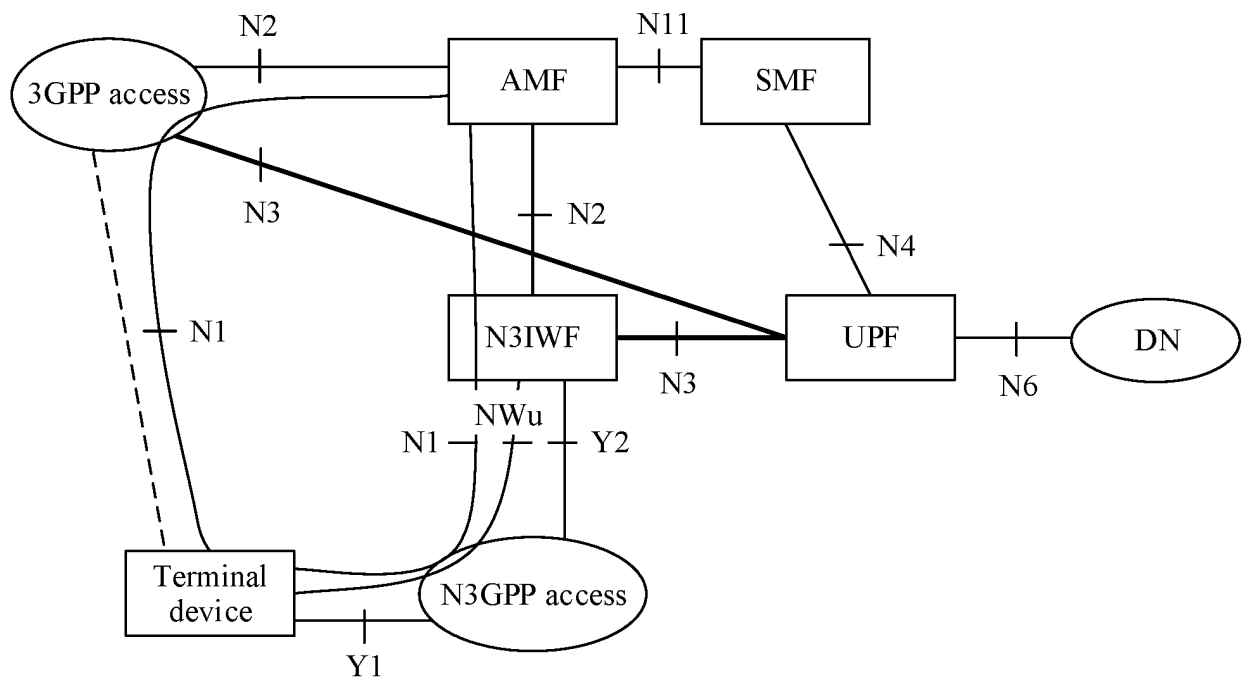 N2
N11
3GPP access
AMF
SMF
N3
N2
N4
N1
N3IWF
UPF
DN
N3
N6
NWu
N1
Y2
Terminal
device
N3GPP access
Y1